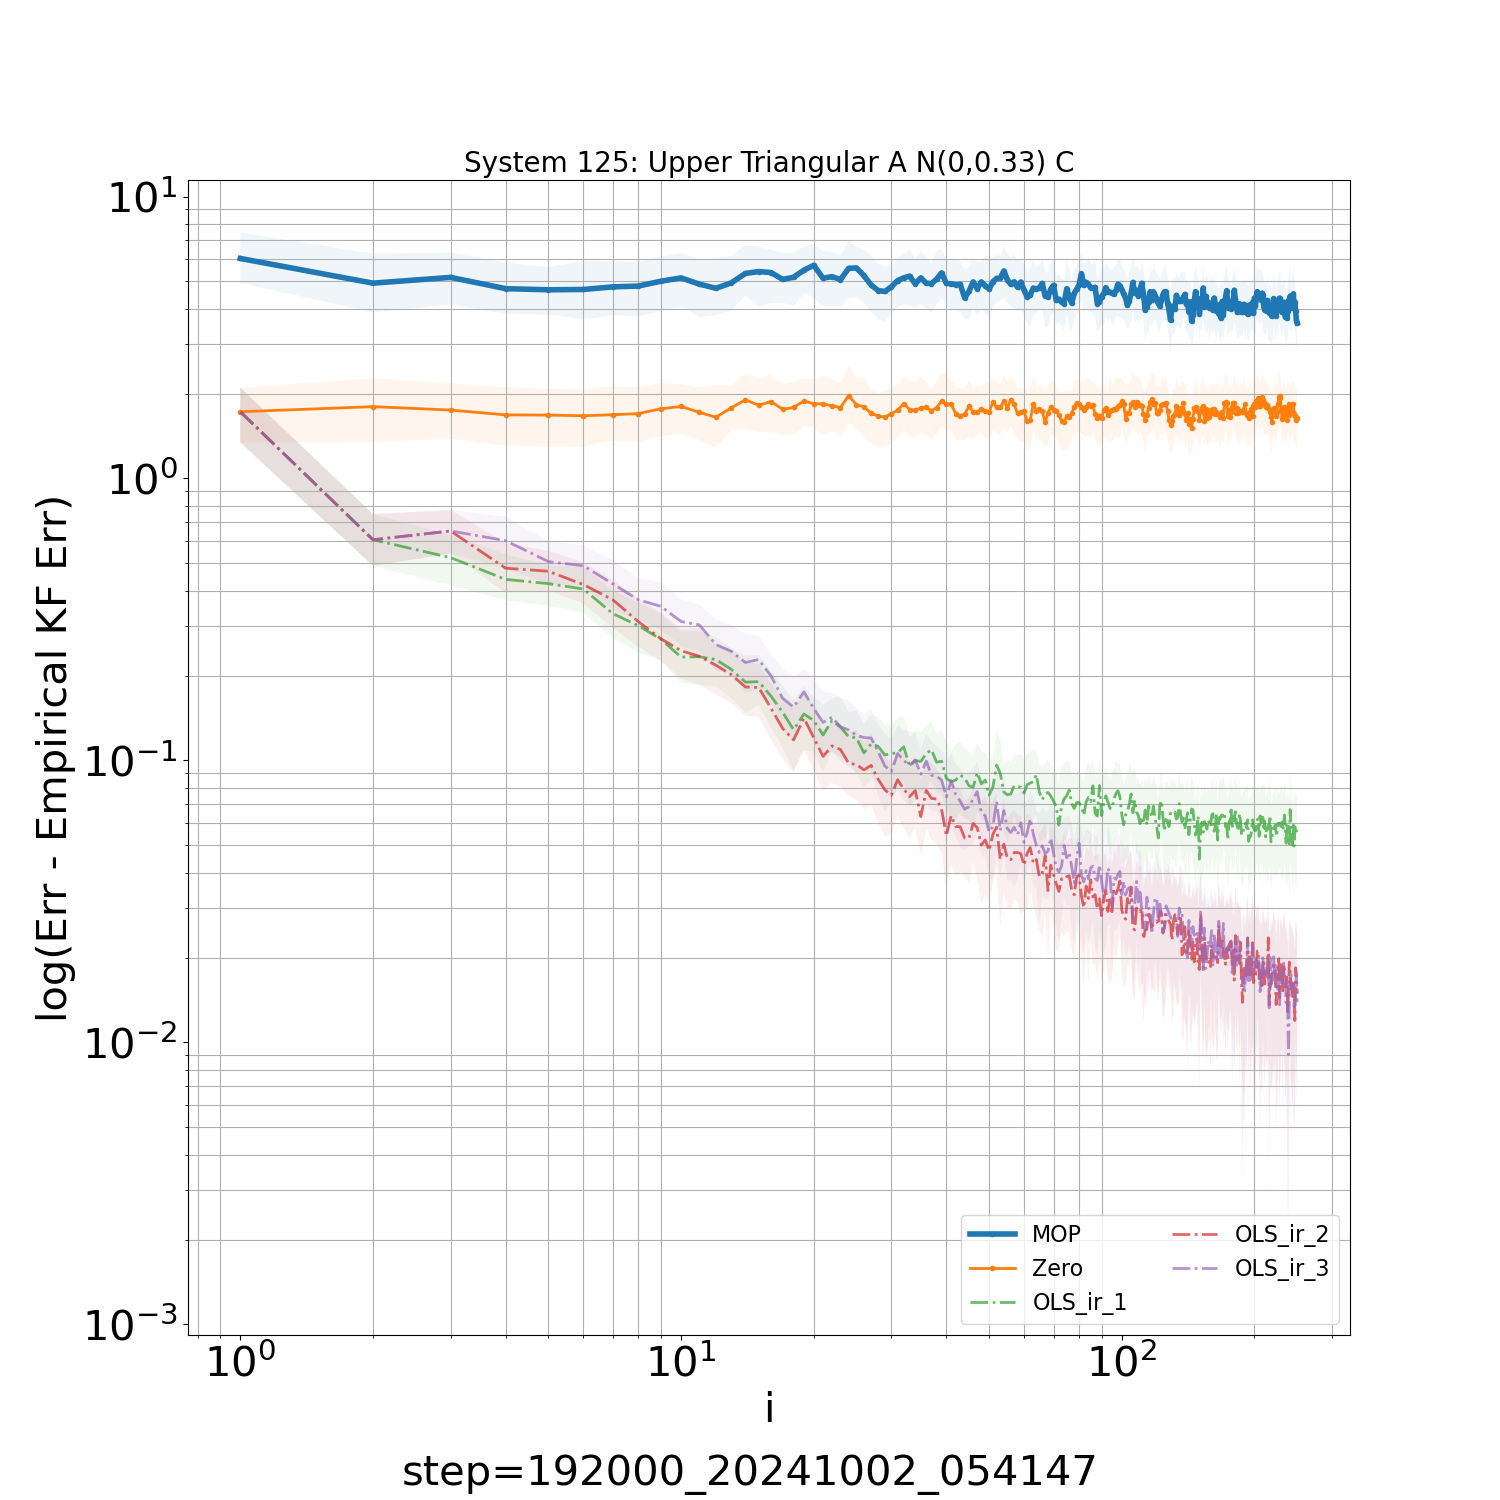 System 125: Upper Triangular A N(0,0.33) C
log(Err - Empirical KF Err)
10^1
10^0
10^-1
10^-2
10^-3
MOP
Zero
OLS_ir_1
OLS_ir_2
OLS_ir_3
10^0
10^1
10^2
i
step=192000_20241002_054147